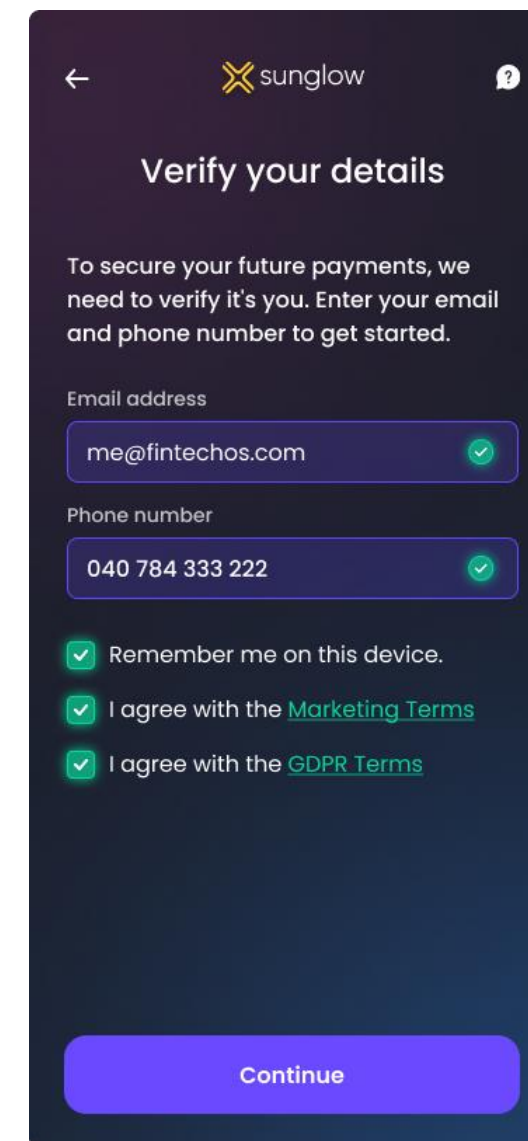 sunglow
?
Verify your details
To secure your future payments, we
need to verify it's you. Enter your email
and phone number to get started.
Email address
me@fintechos.com
Phone number
040 784 333 222
Remember me on this device.
I agree with the Marketing Terms
I agree with the GDPR Terms
Continue